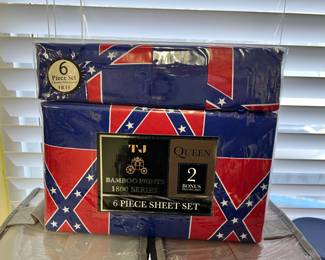 6
Piece Set
TJ
BAMBOO PRINTS
1800 SERIES
QUEEN
2
BONUS
6 PIECE SHEET SET